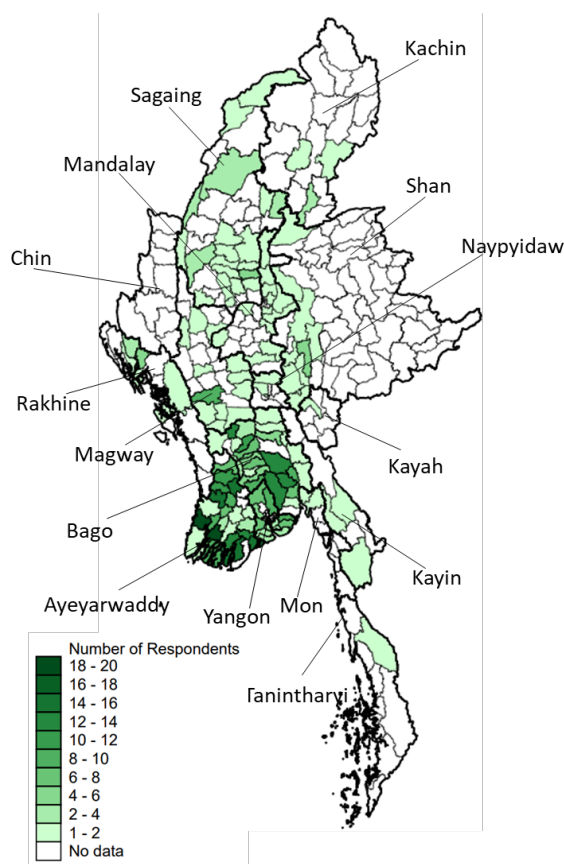 Kachin
Sagaing
Mandalay
Shan
Naypyidaw
Chin
Rakhine
Magway
Kayah
Bago
Kayin
Ayeyarwaddy
Yangon
Mon
Tanintharyi
Number of Respondents
18 - 20
16 - 18
14 - 16
12 - 14
10 - 12
8 - 10
6 - 8
4 - 6
2 - 4
1 - 2
No data